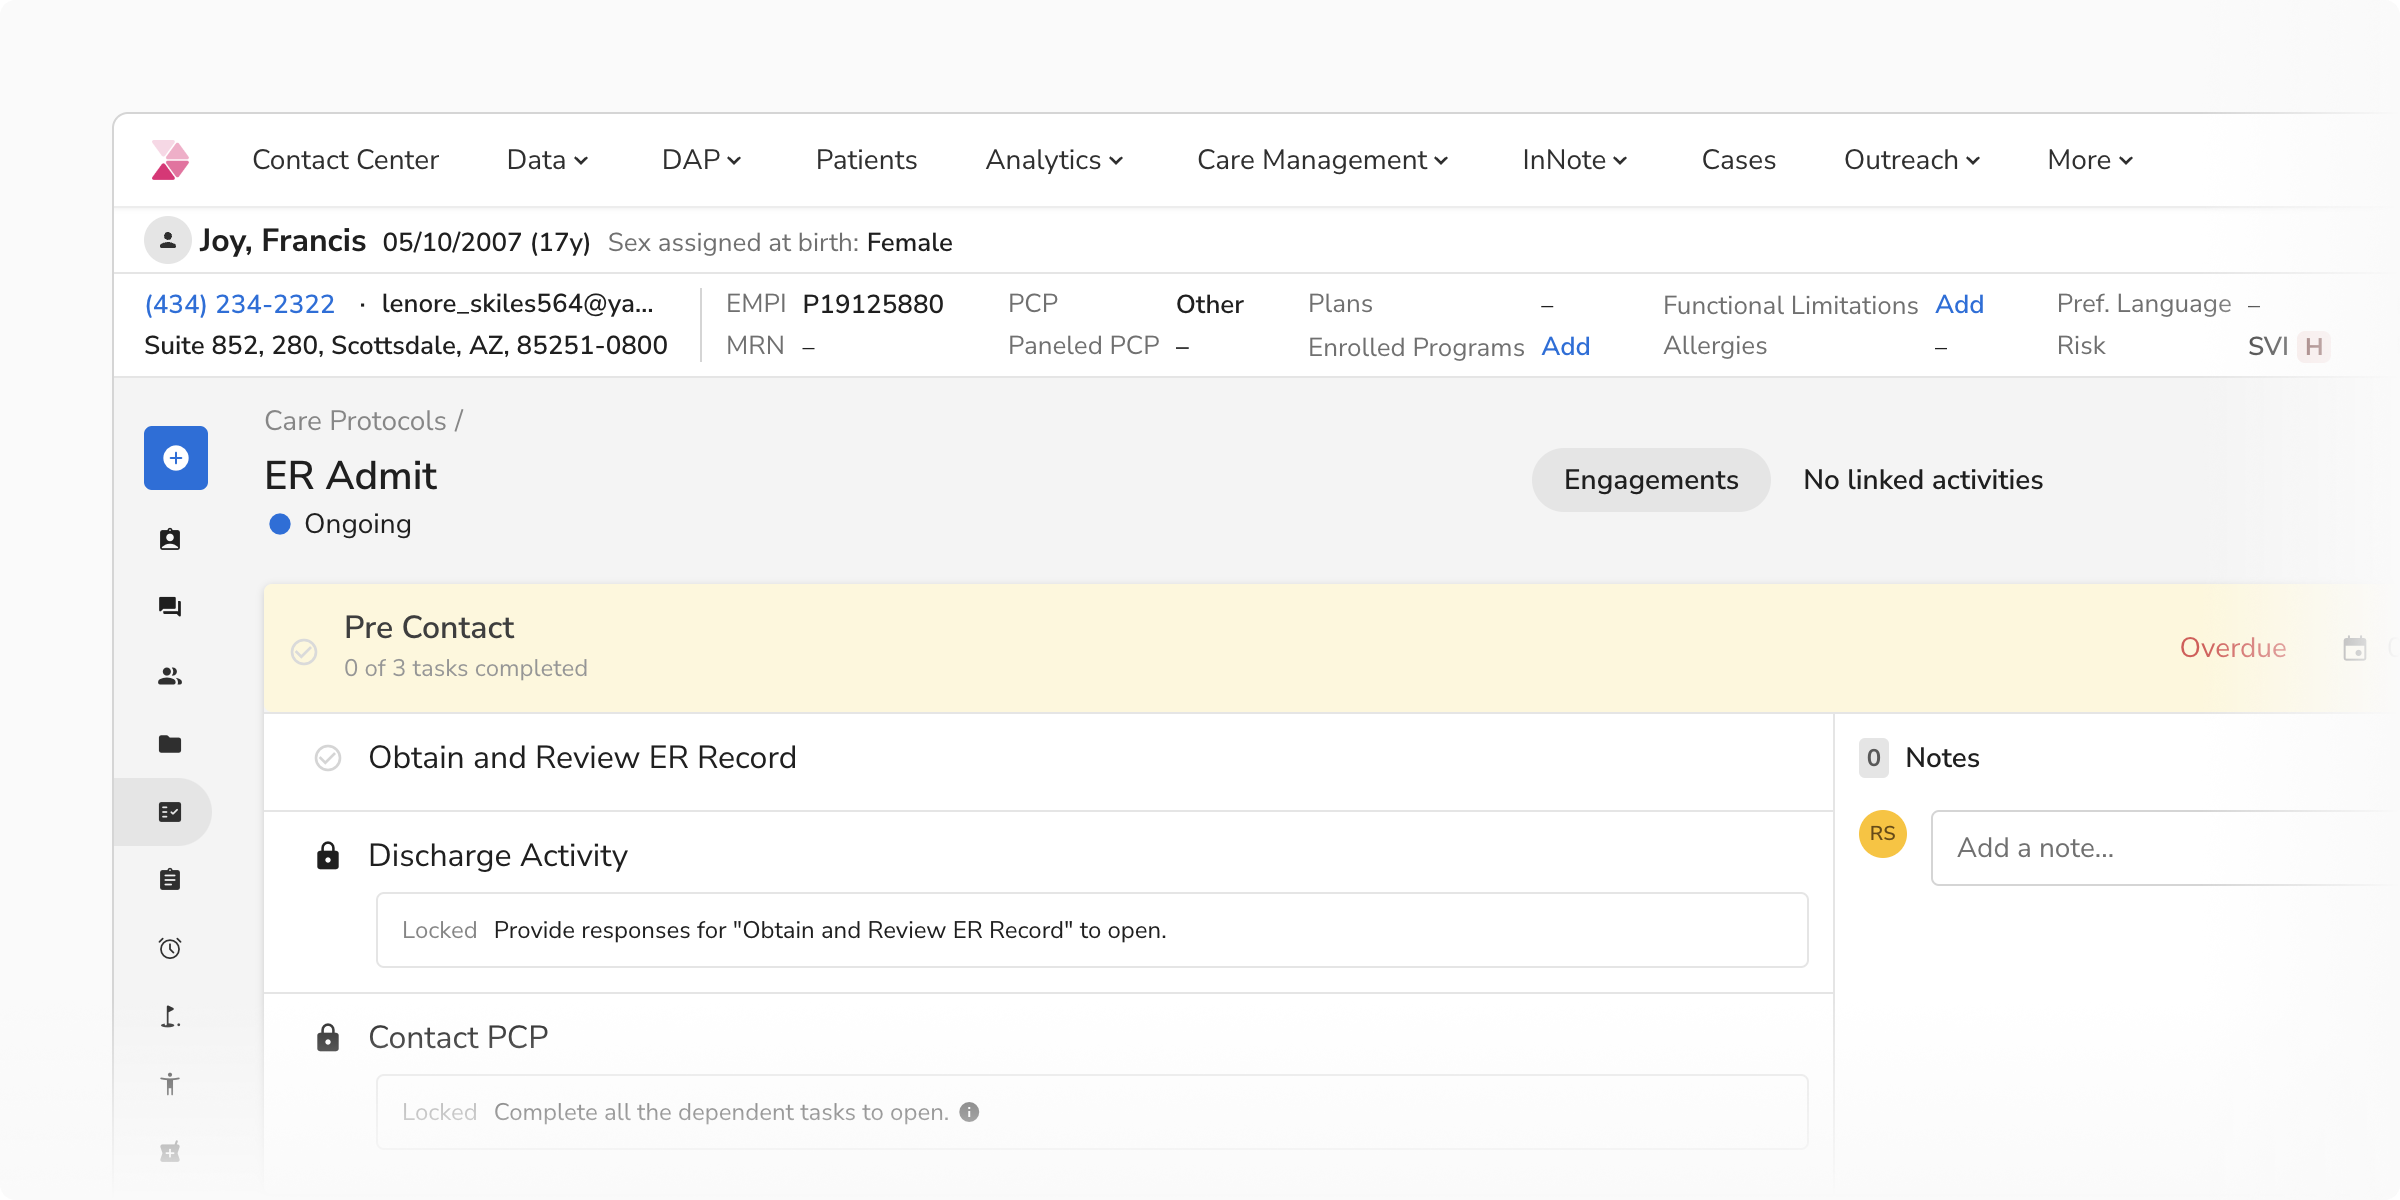 Contact Center Data DAP Patients Analytics Care Management InNote Cases Outreach More
Joy, Francis 05/10/2007 (17y) Sex assigned at birth: Female
(434) 234-2322 · lenore_skiles564@ya... EMPI P19125880 PCP Other Plans – Functional Limitations Add Pref. Language –
Suite 852, 280, Scottsdale, AZ, 85251-0800 MRN – Paneled PCP – Enrolled Programs Add Allergies – Risk SVI H
Care Protocols /
ER Admit
Engagements No linked activities
Ongoing
Pre Contact
0 of 3 tasks completed
Overdue
Obtain and Review ER Record
0 Notes
RS Add a note...
Discharge Activity
Locked Provide responses for "Obtain and Review ER Record" to open.
Contact PCP
Locked Complete all the dependent tasks to open.